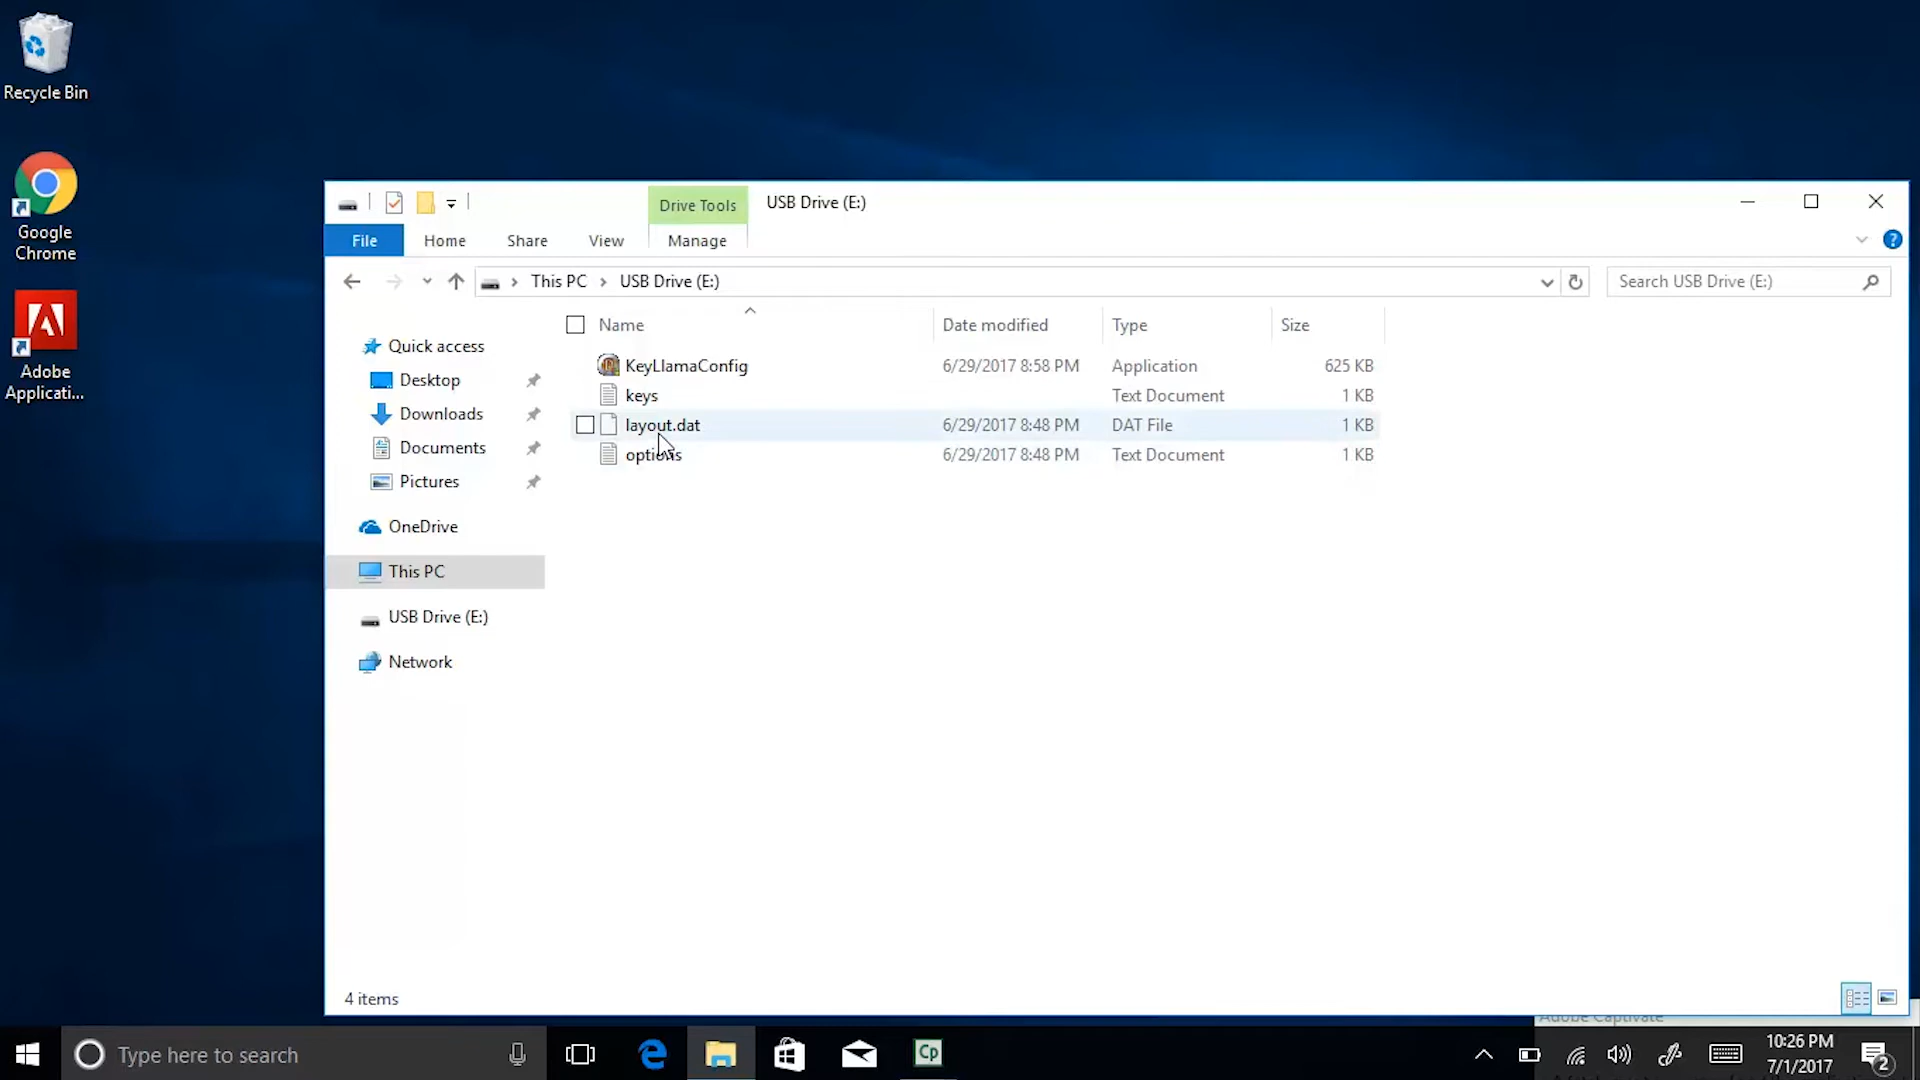 Recycle Bin
Google
Chrome
Adobe
Applicati...
Drive Tools
USB Drive (E:)
File
Home
Share
View
Manage
This PC
USB Drive (E:)
Search USB Drive (E:)
Name
Date modified
Type
Size
KeyLlamaConfig
6/29/2017 8:58 PM
Application
625 KB
keys
Text Document
1 KB
layout.dat
6/29/2017 8:48 PM
DAT File
1 KB
options
6/29/2017 8:48 PM
Text Document
1 KB
Quick access
Desktop
Downloads
Documents
Pictures
OneDrive
This PC
USB Drive (E:)
Network
4 items
Adobe Captivate
Type here to search
Cp
10:26 PM
7/1/2017
2